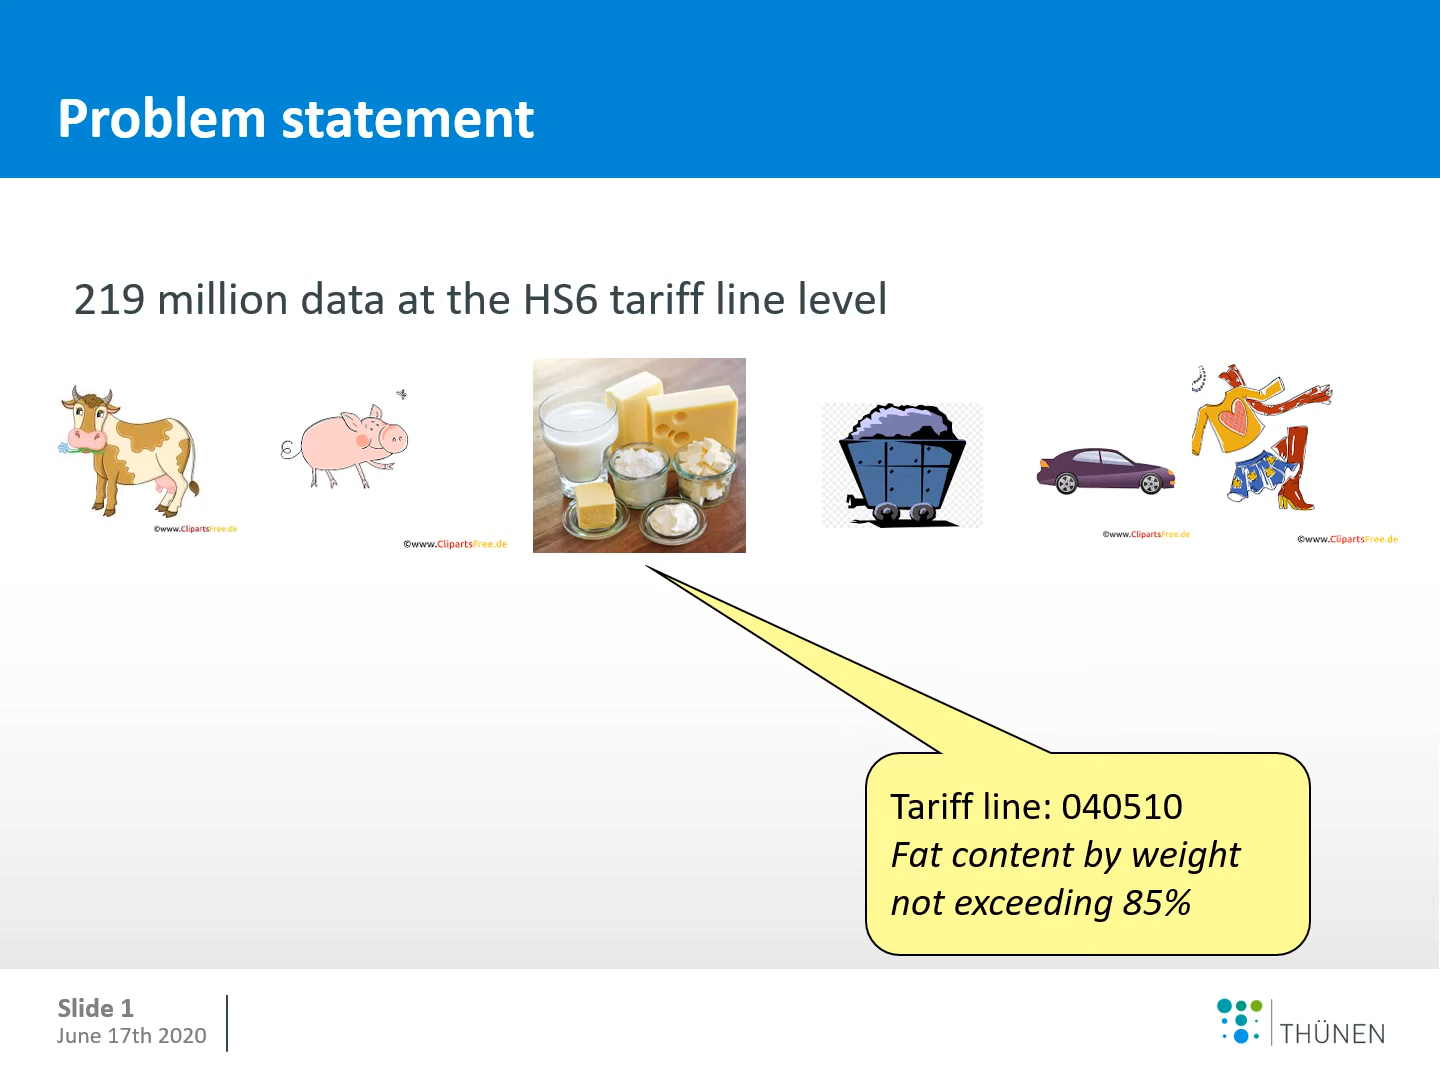 Problem statement
219 million data at the HS6 tariff line level
©www.ClipartsFree.de
©www.ClipartsFree.de
©www.ClipartsFree.de
©www.ClipartsFree.de
Tariff line: 040510
Fat content by weight
not exceeding 85%
Slide 1
June 17th 2020
THÜNEN